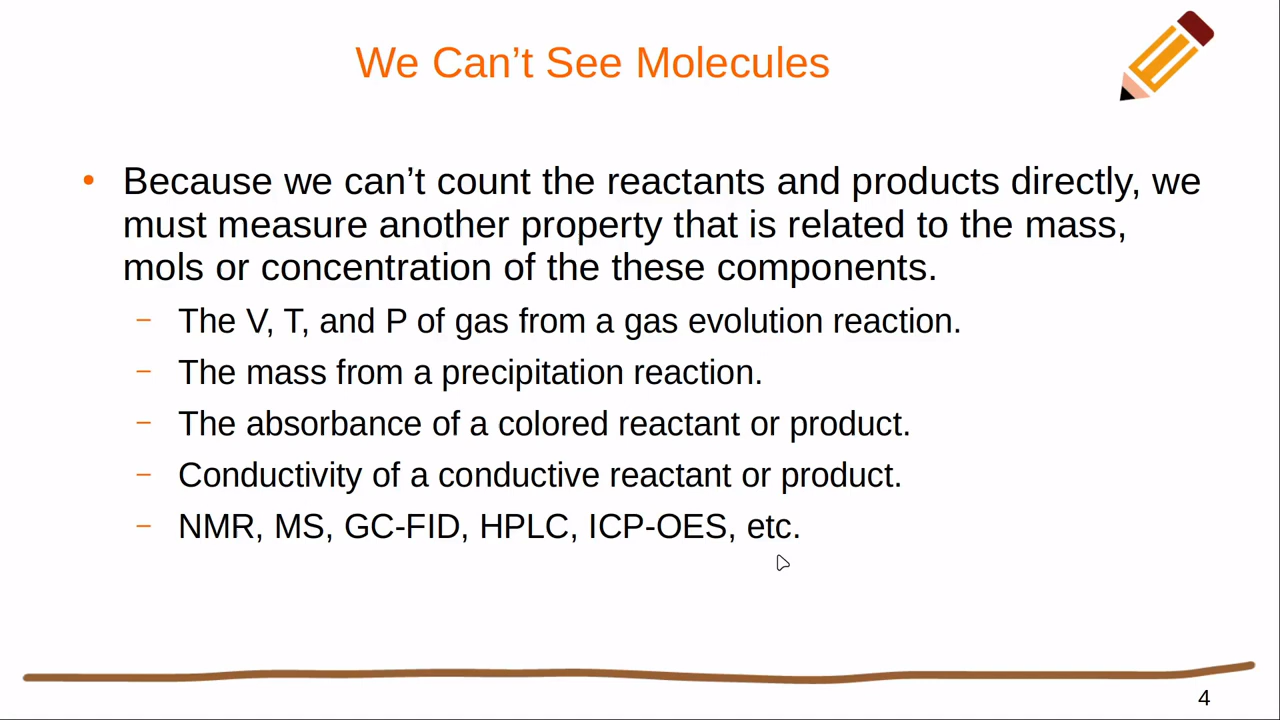 We Can’t See Molecules
• Because we can’t count the reactants and products directly, we
must measure another property that is related to the mass,
mols or concentration of the these components.
– The V, T, and P of gas from a gas evolution reaction.
– The mass from a precipitation reaction.
– The absorbance of a colored reactant or product.
– Conductivity of a conductive reactant or product.
– NMR, MS, GC-FID, HPLC, ICP-OES, etc.
4